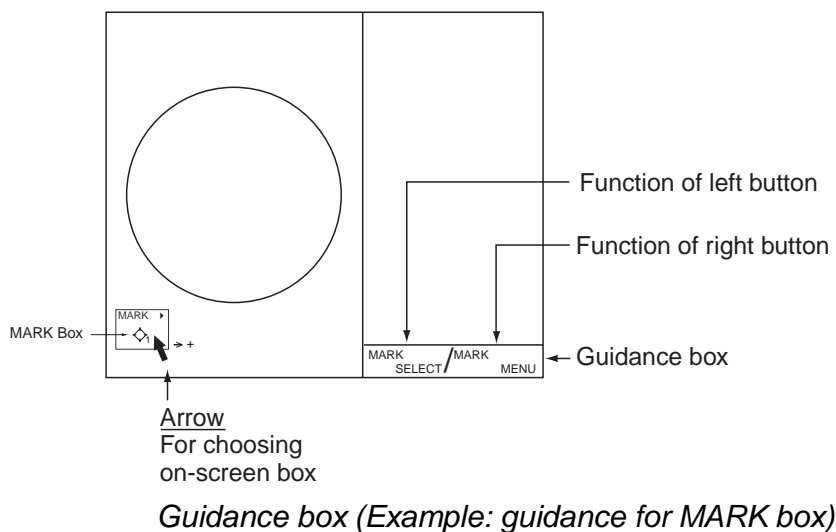 Function of left button
Function of right button
MARK
1
MARK Box
+
MARK
SELECT / MARK
MENU
Guidance box
Arrow
For choosing
on-screen box
Guidance box (Example: guidance for MARK box)